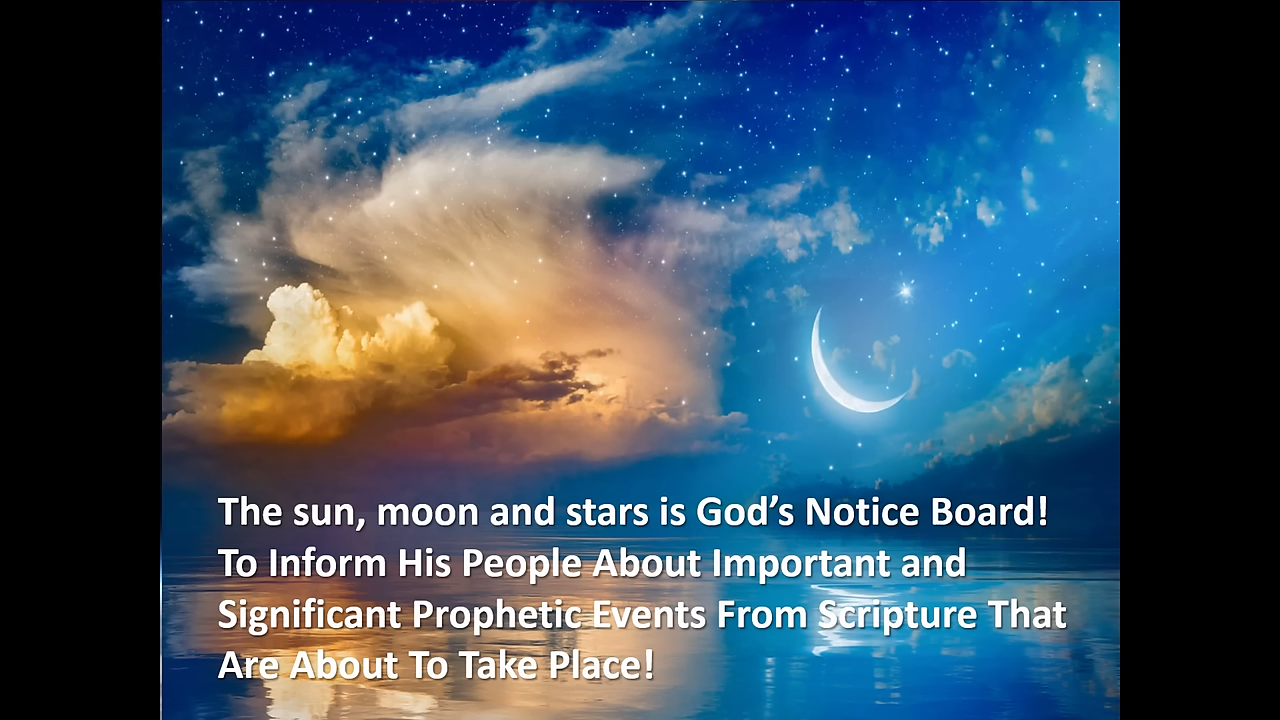 The sun, moon and stars is God’s Notice Board!
To Inform His People About Important and
Significant Prophetic Events From Scripture That
Are About To Take Place!